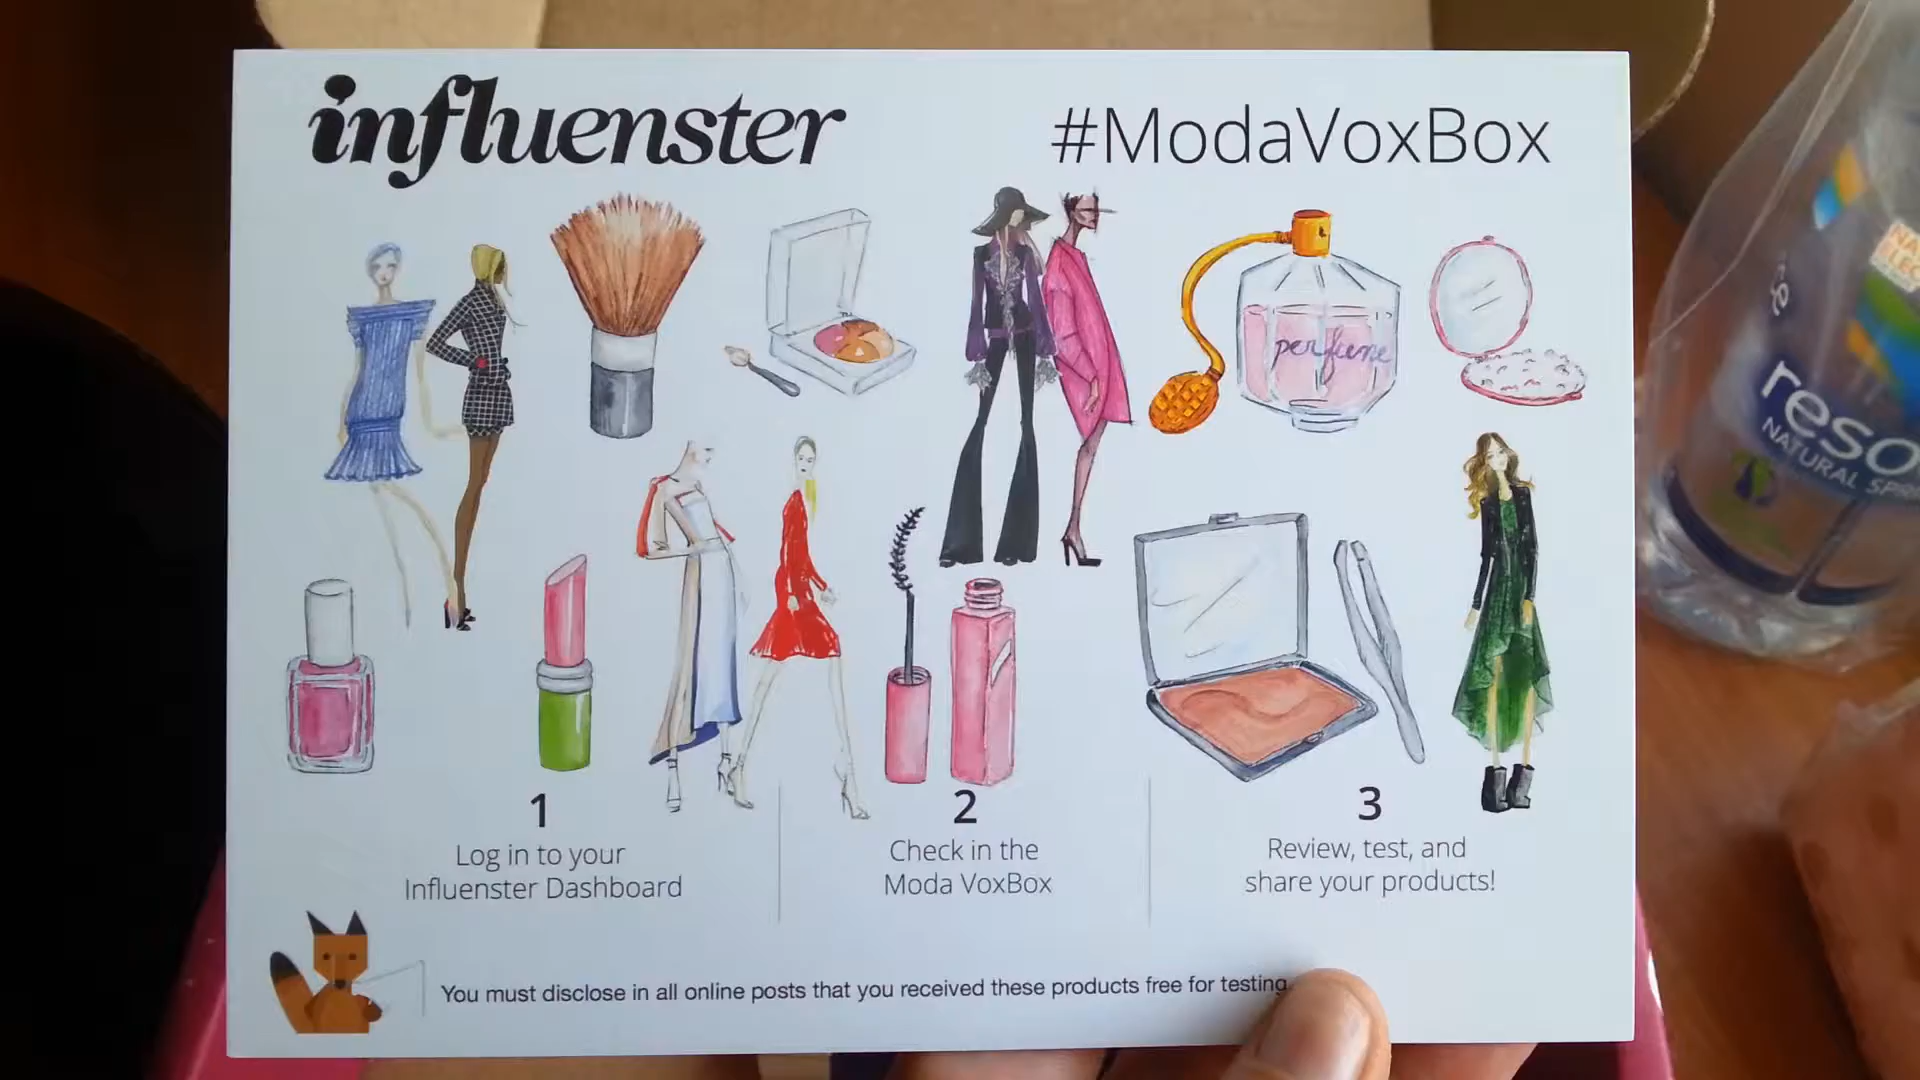 influenster
#ModaVoxBox
perfume
1
Log in to your
Influenster Dashboard
2
Check in the
Moda VoxBox
3
Review, test, and
share your products!
You must disclose in all online posts that you received these products free for testing
NATURAL